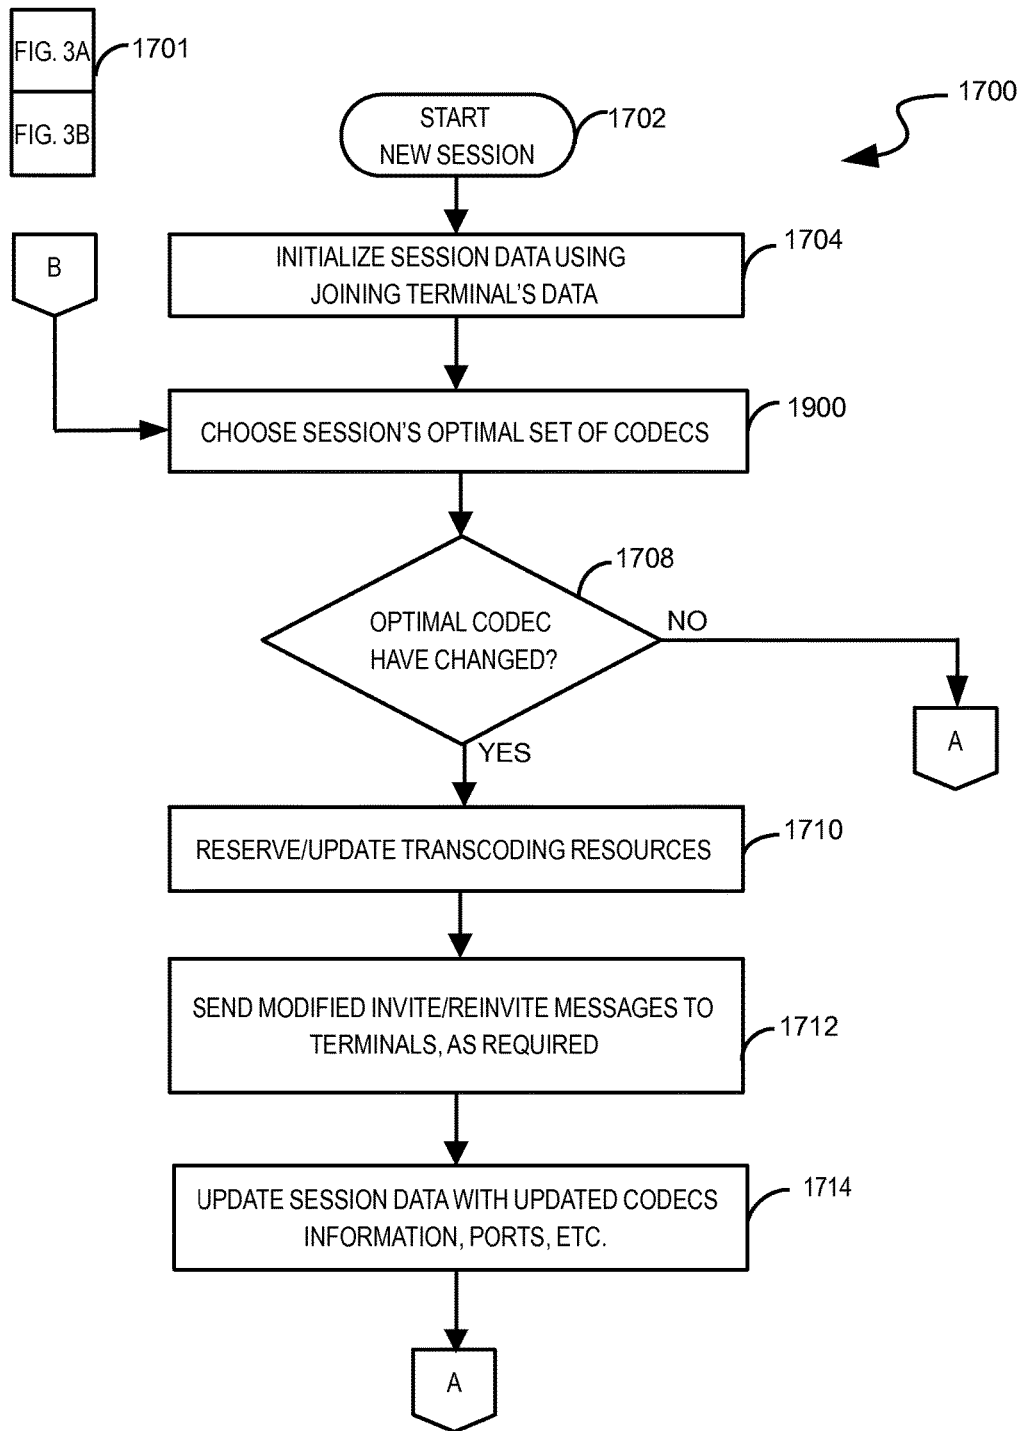 FIG. 3A
1701
FIG. 3B
1700
START
NEW SESSION
1702
B
INITIALIZE SESSION DATA USING
JOINING TERMINAL'S DATA
1704
CHOOSE SESSION'S OPTIMAL SET OF CODECS
1900
OPTIMAL CODEC
HAVE CHANGED?
1708
NO
A
YES
RESERVE/UPDATE TRANSCODING RESOURCES
1710
SEND MODIFIED INVITE/REINVITE MESSAGES TO
TERMINALS, AS REQUIRED
1712
UPDATE SESSION DATA WITH UPDATED CODECS
INFORMATION, PORTS, ETC.
1714
A